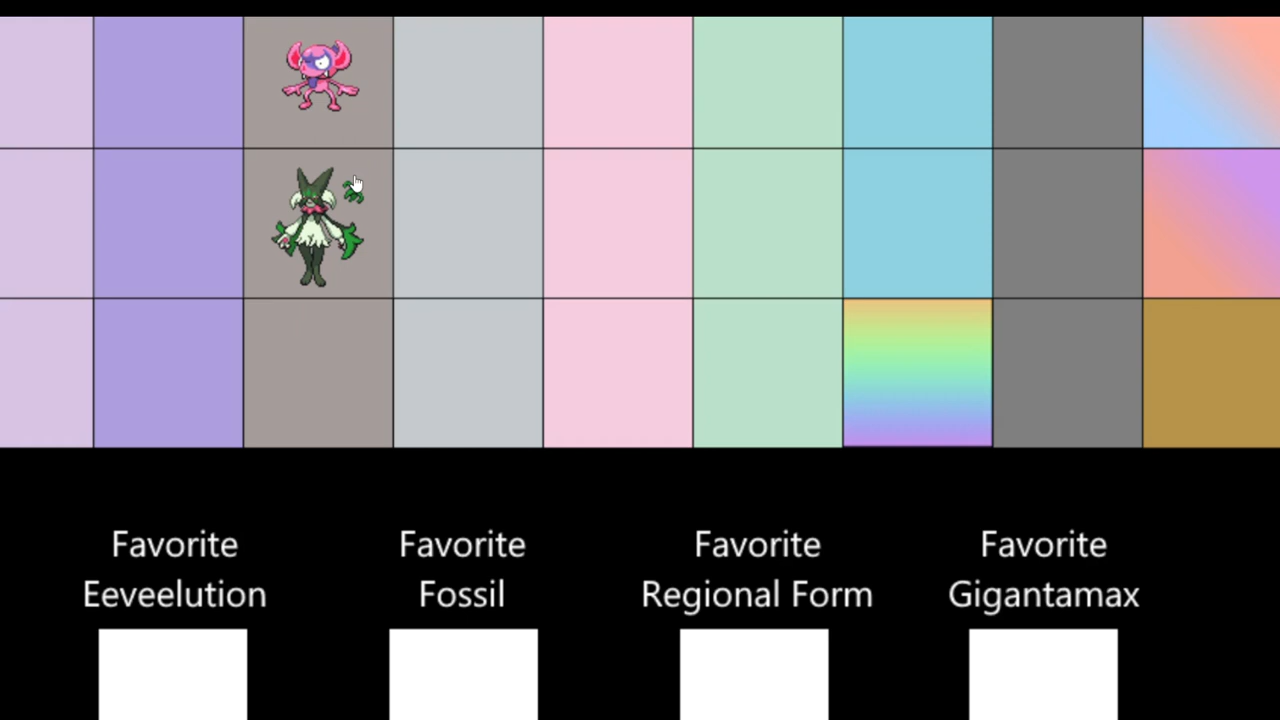 Favorite
Eeveelution
Favorite
Fossil
Favorite
Regional Form
Favorite
Gigantamax